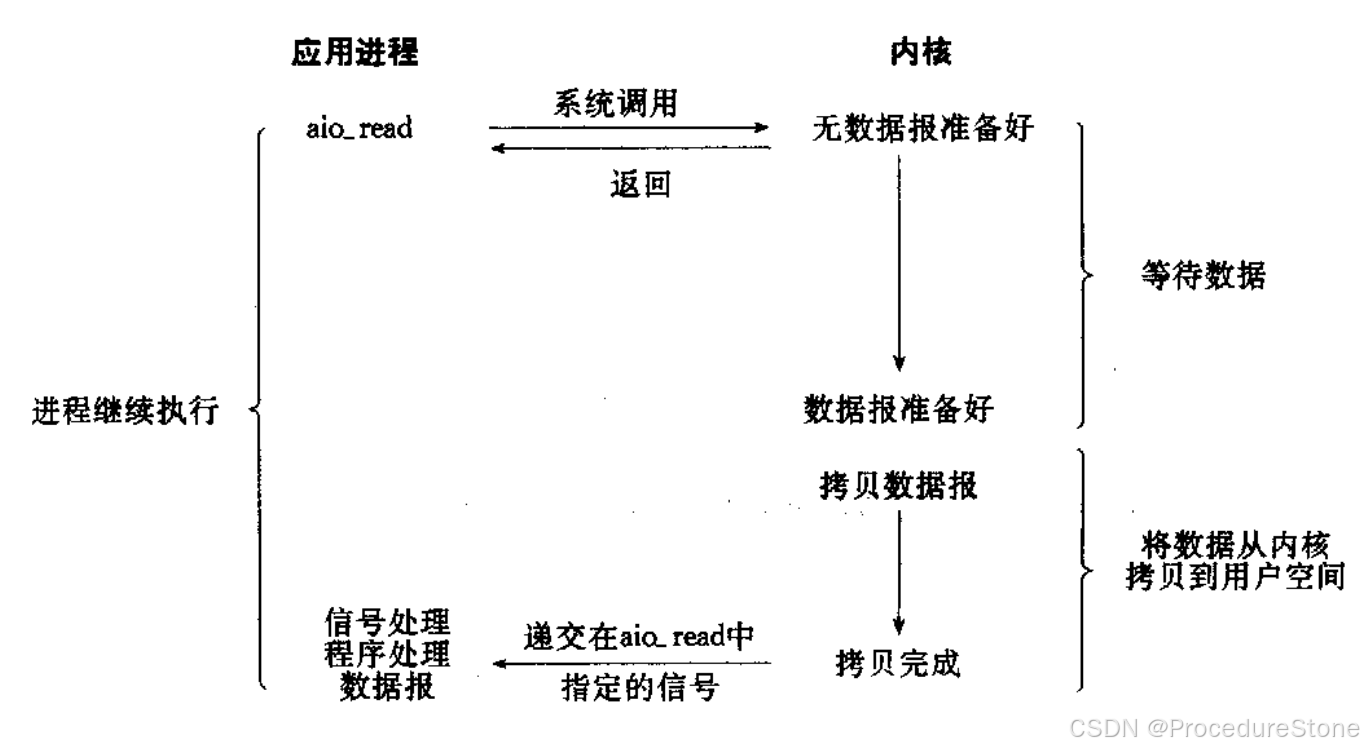 应用进程
内核
系统调用
aio_read
无数据报准备好
返回
等待数据
进程继续执行
数据报准备好
拷贝数据报
将数据从内核
拷贝到用户空间
信号处理
程序处理
数据报
递交在aio_read中
指定的信号
拷贝完成
CSDN @ProcedureStone